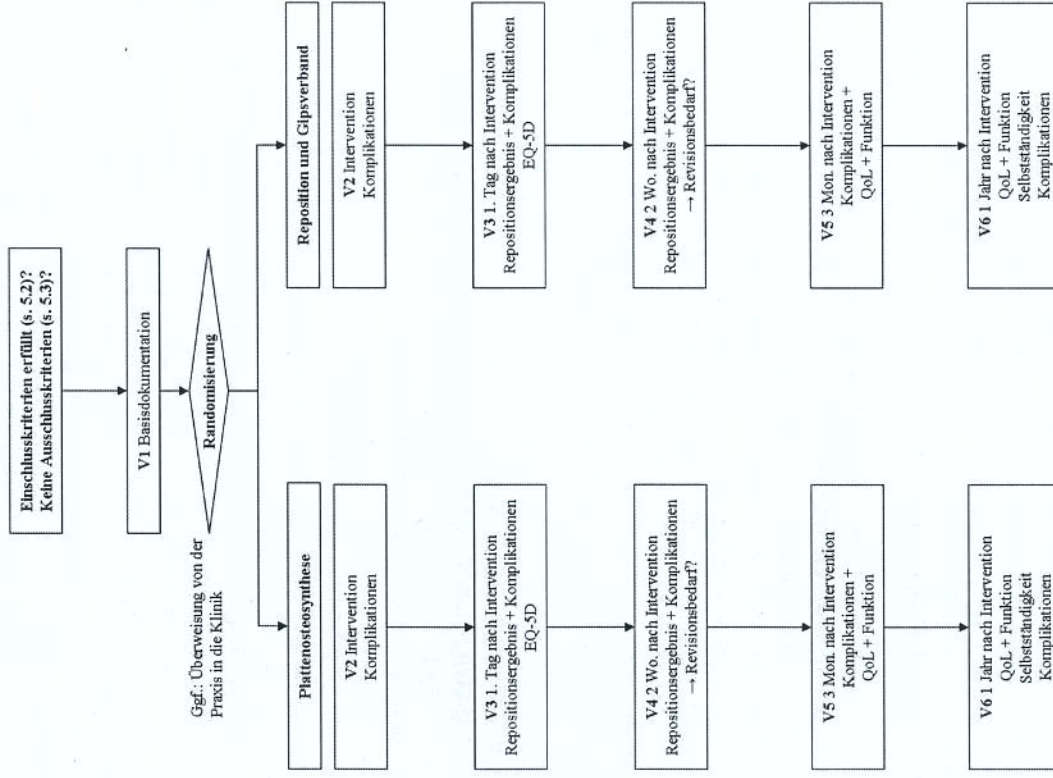 Einschlusskriterien erfüllt (s. 5.2)?
Keine Ausschlusskriterien (s. 5.3)?
V1 Basisdokumentation
Randomisierung
Ggf.: Überweisung von der
Praxis in die Klinik
Plattenosteosynthese
V2 Intervention
Komplikationen
V3 1. Tag nach Intervention
Repositionsergebnis + Komplikationen
EQ-5D
V4 2 Wo. nach Intervention
Repositionsergebnis + Komplikationen
→ Revisionsbedarf?
V5 3 Mon. nach Intervention
Komplikationen +
QoL + Funktion
V6 1 Jahr nach Intervention
QoL + Funktion
Selbstständigkeit
Komplikationen
Reposition und Gipsverband
V2 Intervention
Komplikationen
V3 1. Tag nach Intervention
Repositionsergebnis + Komplikationen
EQ-5D
V4 2 Wo. nach Intervention
Repositionsergebnis + Komplikationen
→ Revisionsbedarf?
V5 3 Mon. nach Intervention
Komplikationen +
QoL + Funktion
V6 1 Jahr nach Intervention
QoL + Funktion
Selbstständigkeit
Komplikationen